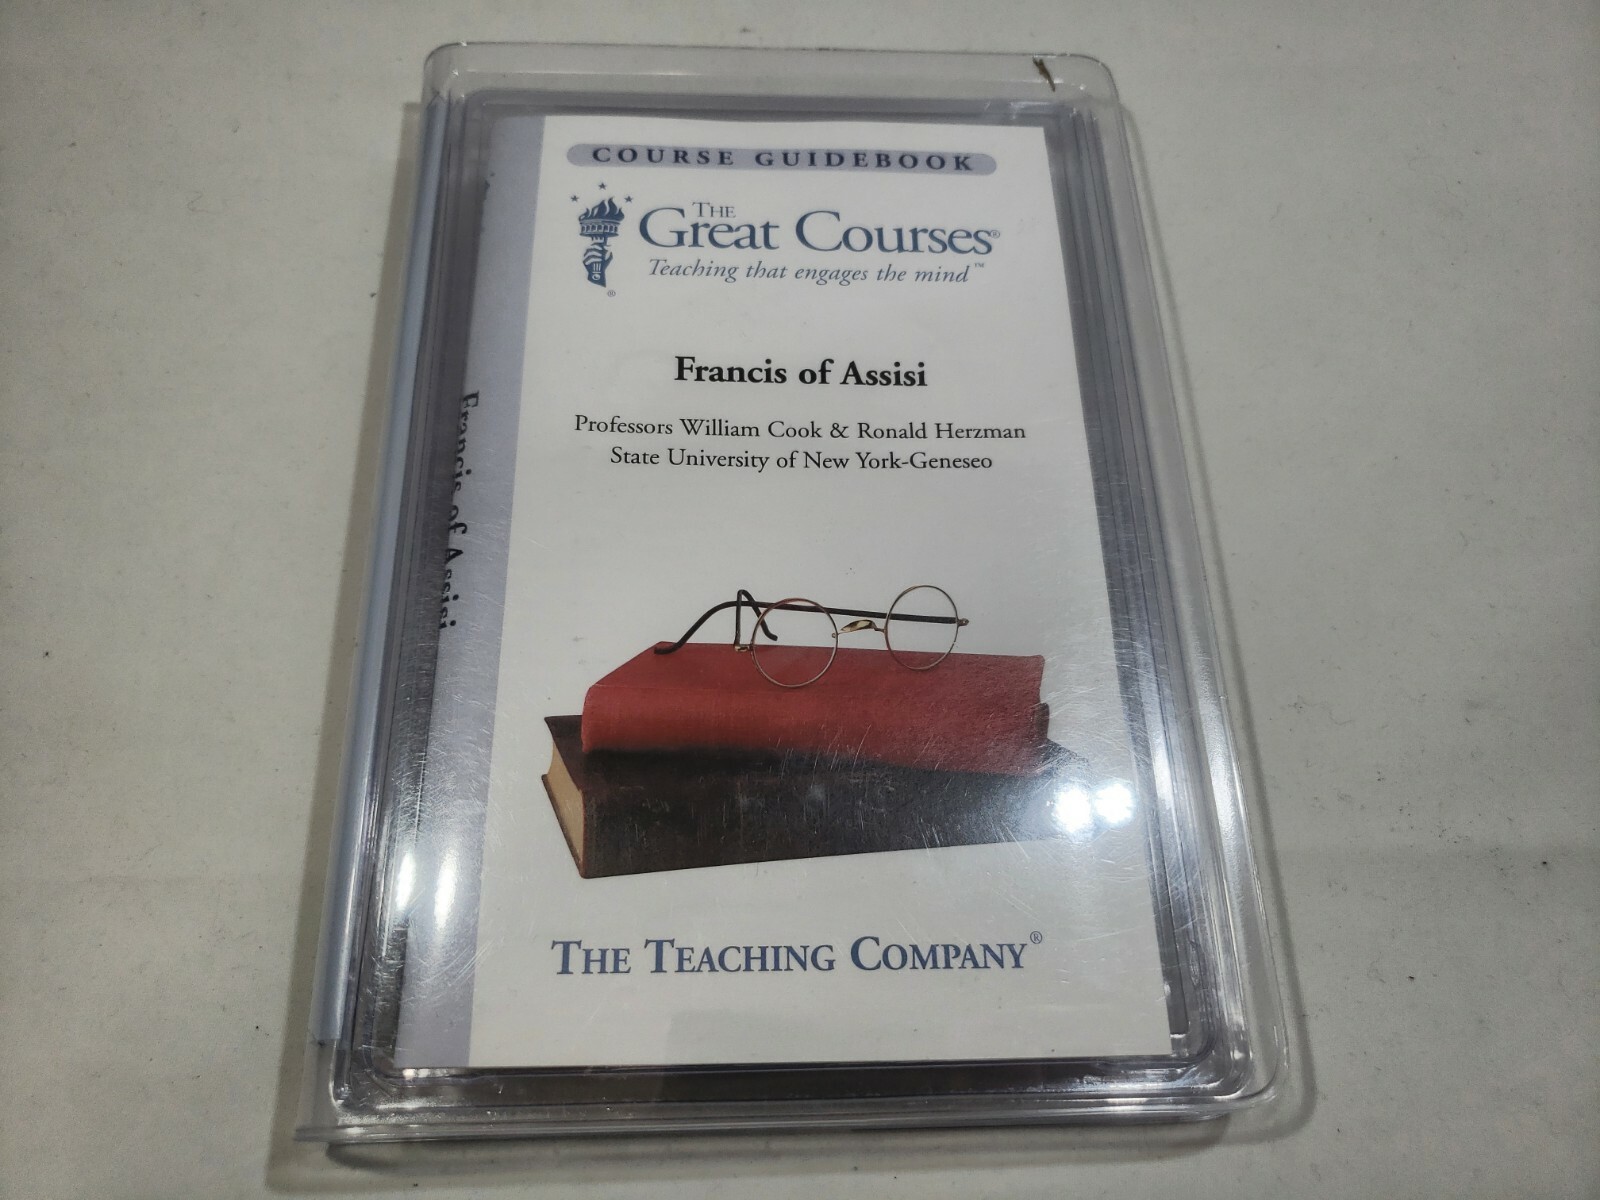 COURSE GUIDEBOOK
THE
Great Courses®
Teaching that engages the mind™
®
Francis of Assisi
Professors William Cook & Ronald Herzman
State University of New York-Geneseo
THE TEACHING COMPANY®
Francis of Assisi